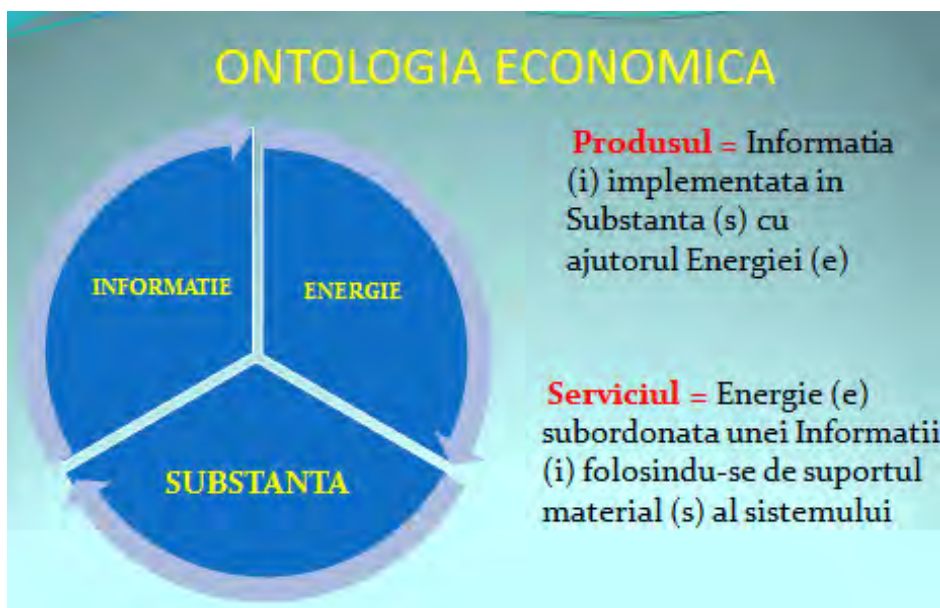 ONTOLOGIA ECONOMICA
INFORMATIE
ENERGIE
SUBSTANTA
Produsul = Informatia
(i) implementata in
Substanta (s) cu
ajutorul Energiei (e)
Serviciul = Energie (e)
subordonata unei Informatii
(i) folosindu-se de suportul
material (s) al sistemului